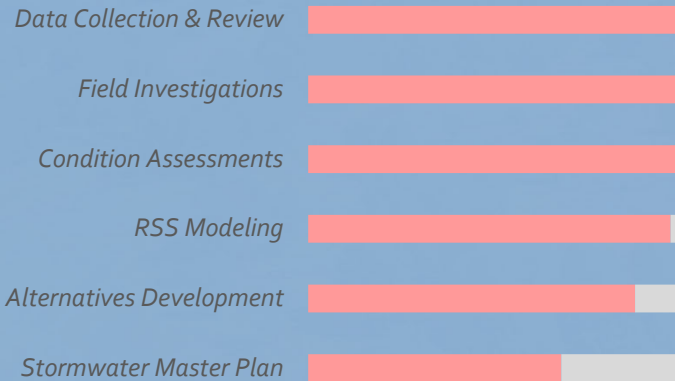 Data Collection & Review
Field Investigations
Condition Assessments
RSS Modeling
Alternatives Development
Stormwater Master Plan